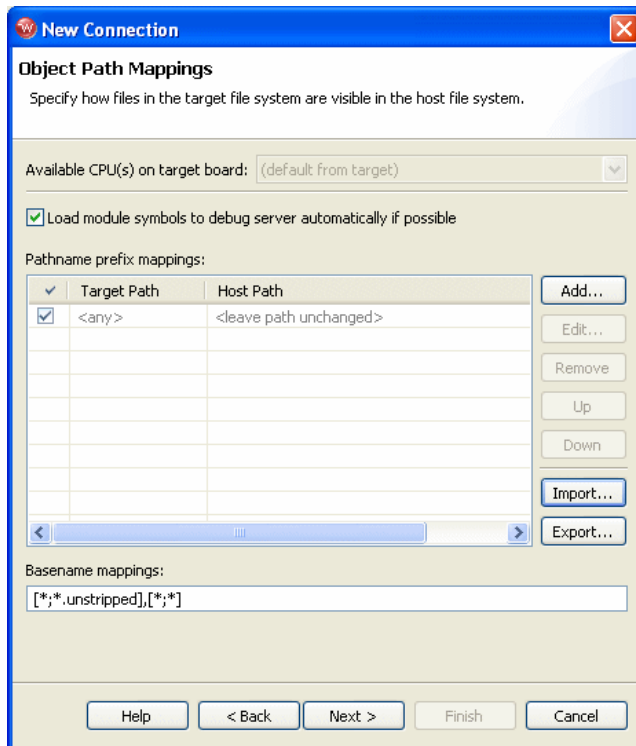 New Connection
Object Path Mappings
Specify how files in the target file system are visible in the host file system.
Available CPU(s) on target board: (default from target)
Load module symbols to debug server automatically if possible
Pathname prefix mappings:
Target Path Host Path Add...
<any> <leave path unchanged> Edit...
Remove
Up
Down
Import...
Export...
Basename mappings:
[*;*.unstripped],[*;*]
Help < Back Next > Finish Cancel